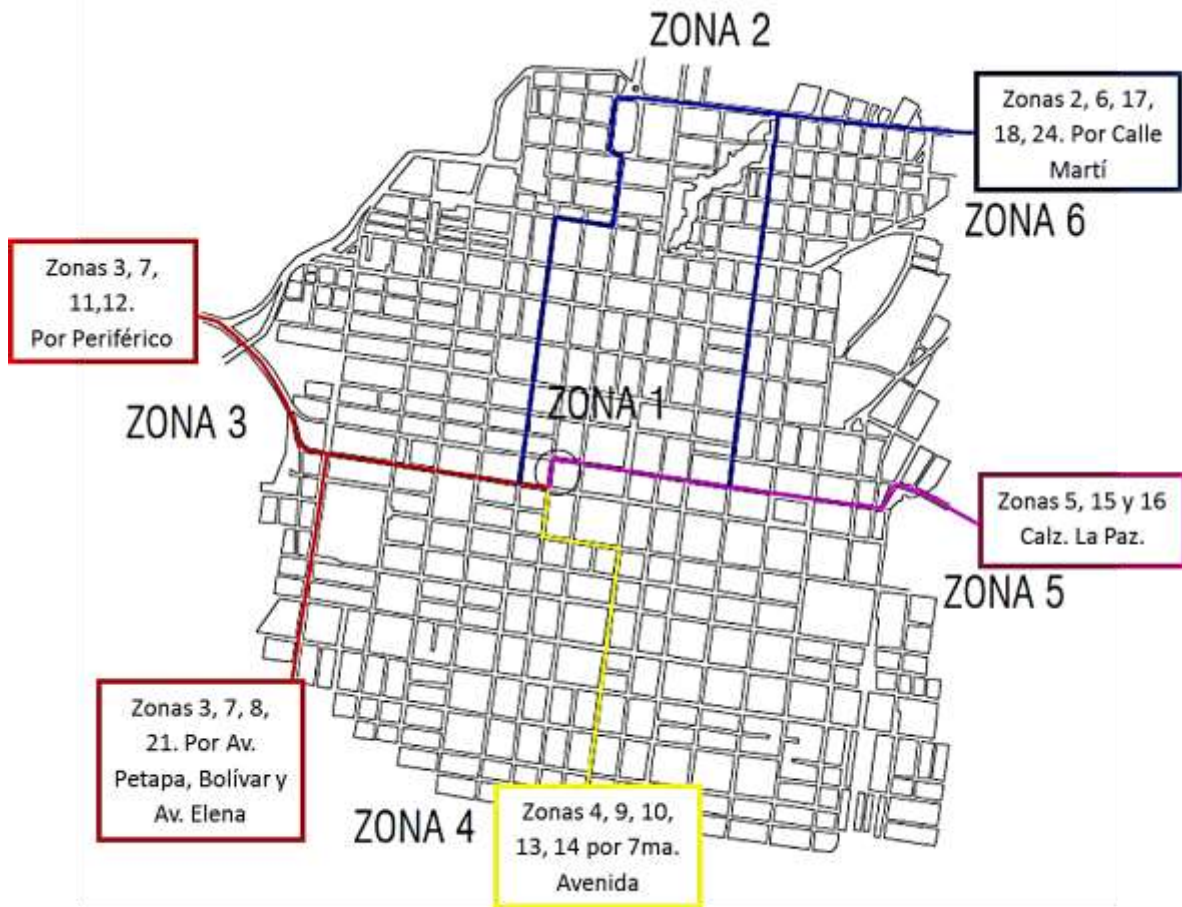 ZONA 2
Zonas 2, 6, 17,
18, 24. Por Calle
Martí
ZONA 6
Zonas 3, 7,
11,12.
Por Periférico
ZONA 1
ZONA 3
Zonas 5, 15 y 16
Calz. La Paz.
ZONA 5
Zonas 3, 7, 8,
21. Por Av.
Petapa, Bolívar y
Av. Elena
ZONA 4
Zonas 4, 9, 10,
13, 14 por 7ma.
Avenida